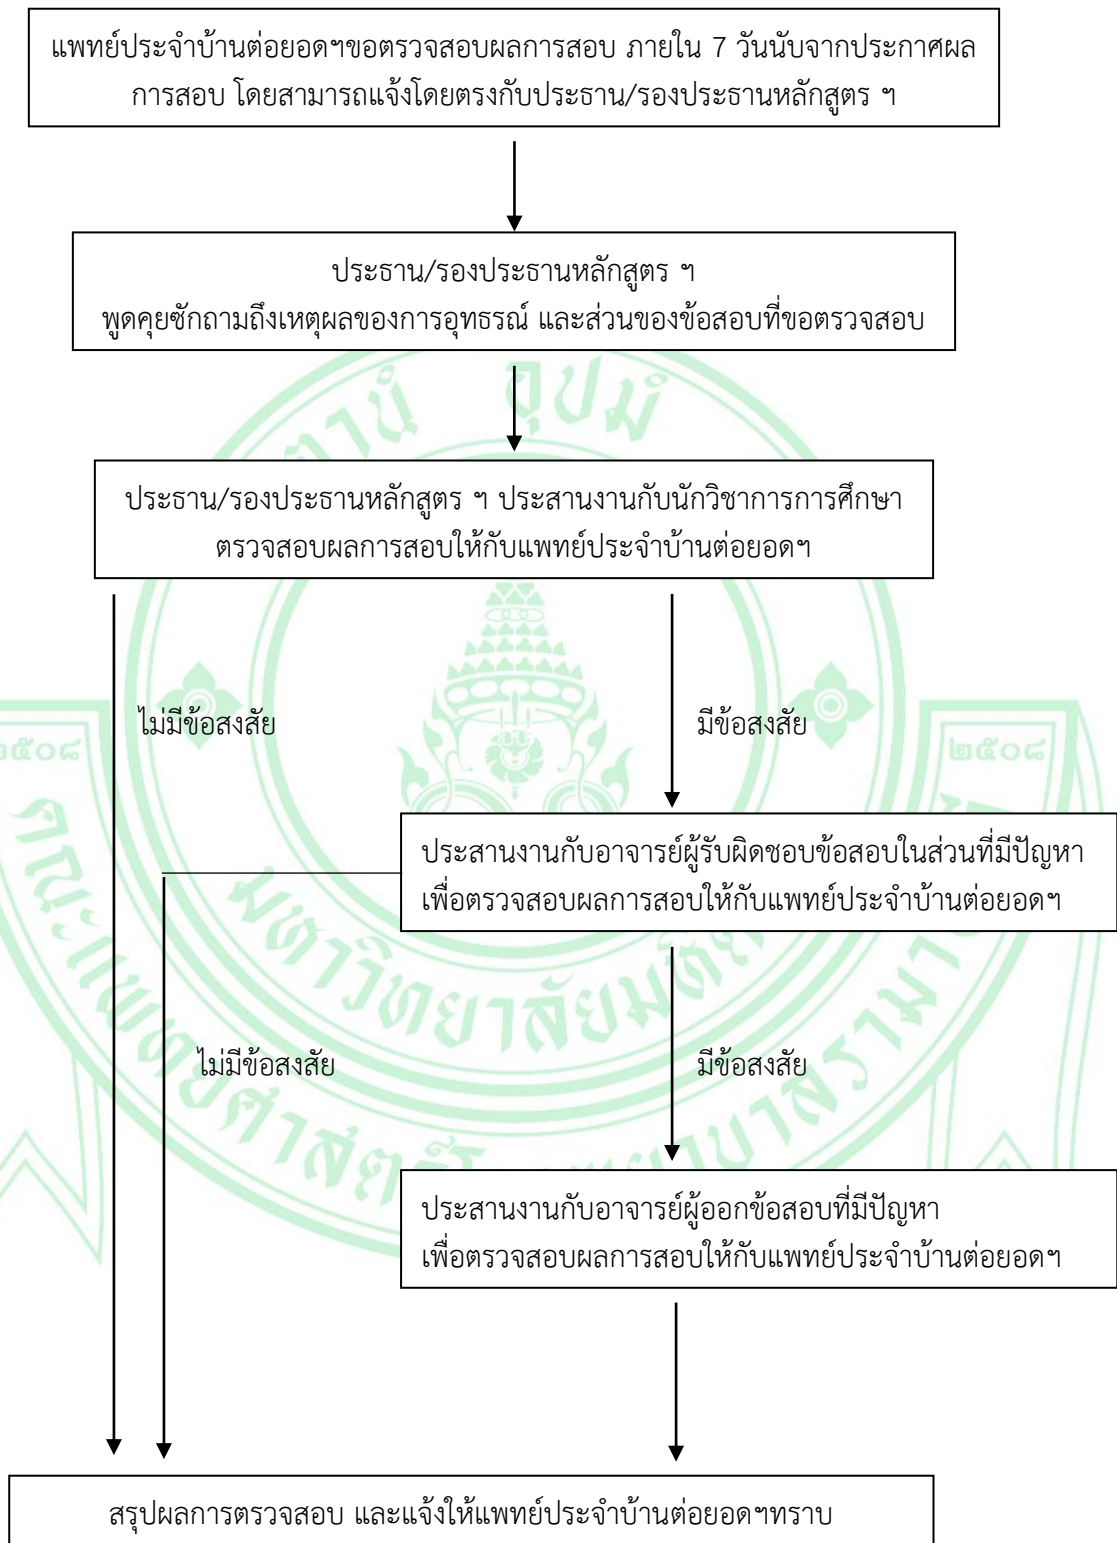 แพทย์ประจำบ้านต่อยอดฯขอตรวจสอบผลการสอบ ภายใน 7 วันนับจากประกาศผล
การสอบ โดยสามารถแจ้งโดยตรงกับประธาน/รองประธานหลักสูตร ฯ
ประธาน/รองประธานหลักสูตร ฯ
พูดคุยซักถามถึงเหตุผลของการอุทธรณ์ และส่วนของข้อสอบที่ขอตรวจสอบ
อุปมํ
ประธาน/รองประธานหลักสูตร ฯ ประสานงานกับนักวิชาการการศึกษา
ตรวจสอบผลการสอบให้กับแพทย์ประจำบ้านต่อยอดฯ
ไม่มีข้อสงสัย
มีข้อสงสัย
๒๕๐๘
๒๕๐๘
ประสานงานกับอาจารย์ผู้รับผิดชอบข้อสอบในส่วนที่มีปัญหา
เพื่อตรวจสอบผลการสอบให้กับแพทย์ประจำบ้านต่อยอดฯ
ไม่มีข้อสงสัย
มีข้อสงสัย
ประสานงานกับอาจารย์ผู้ออกข้อสอบที่มีปัญหา
เพื่อตรวจสอบผลการสอบให้กับแพทย์ประจำบ้านต่อยอดฯ
สรุปผลการตรวจสอบ และแจ้งให้แพทย์ประจำบ้านต่อยอดฯทราบ